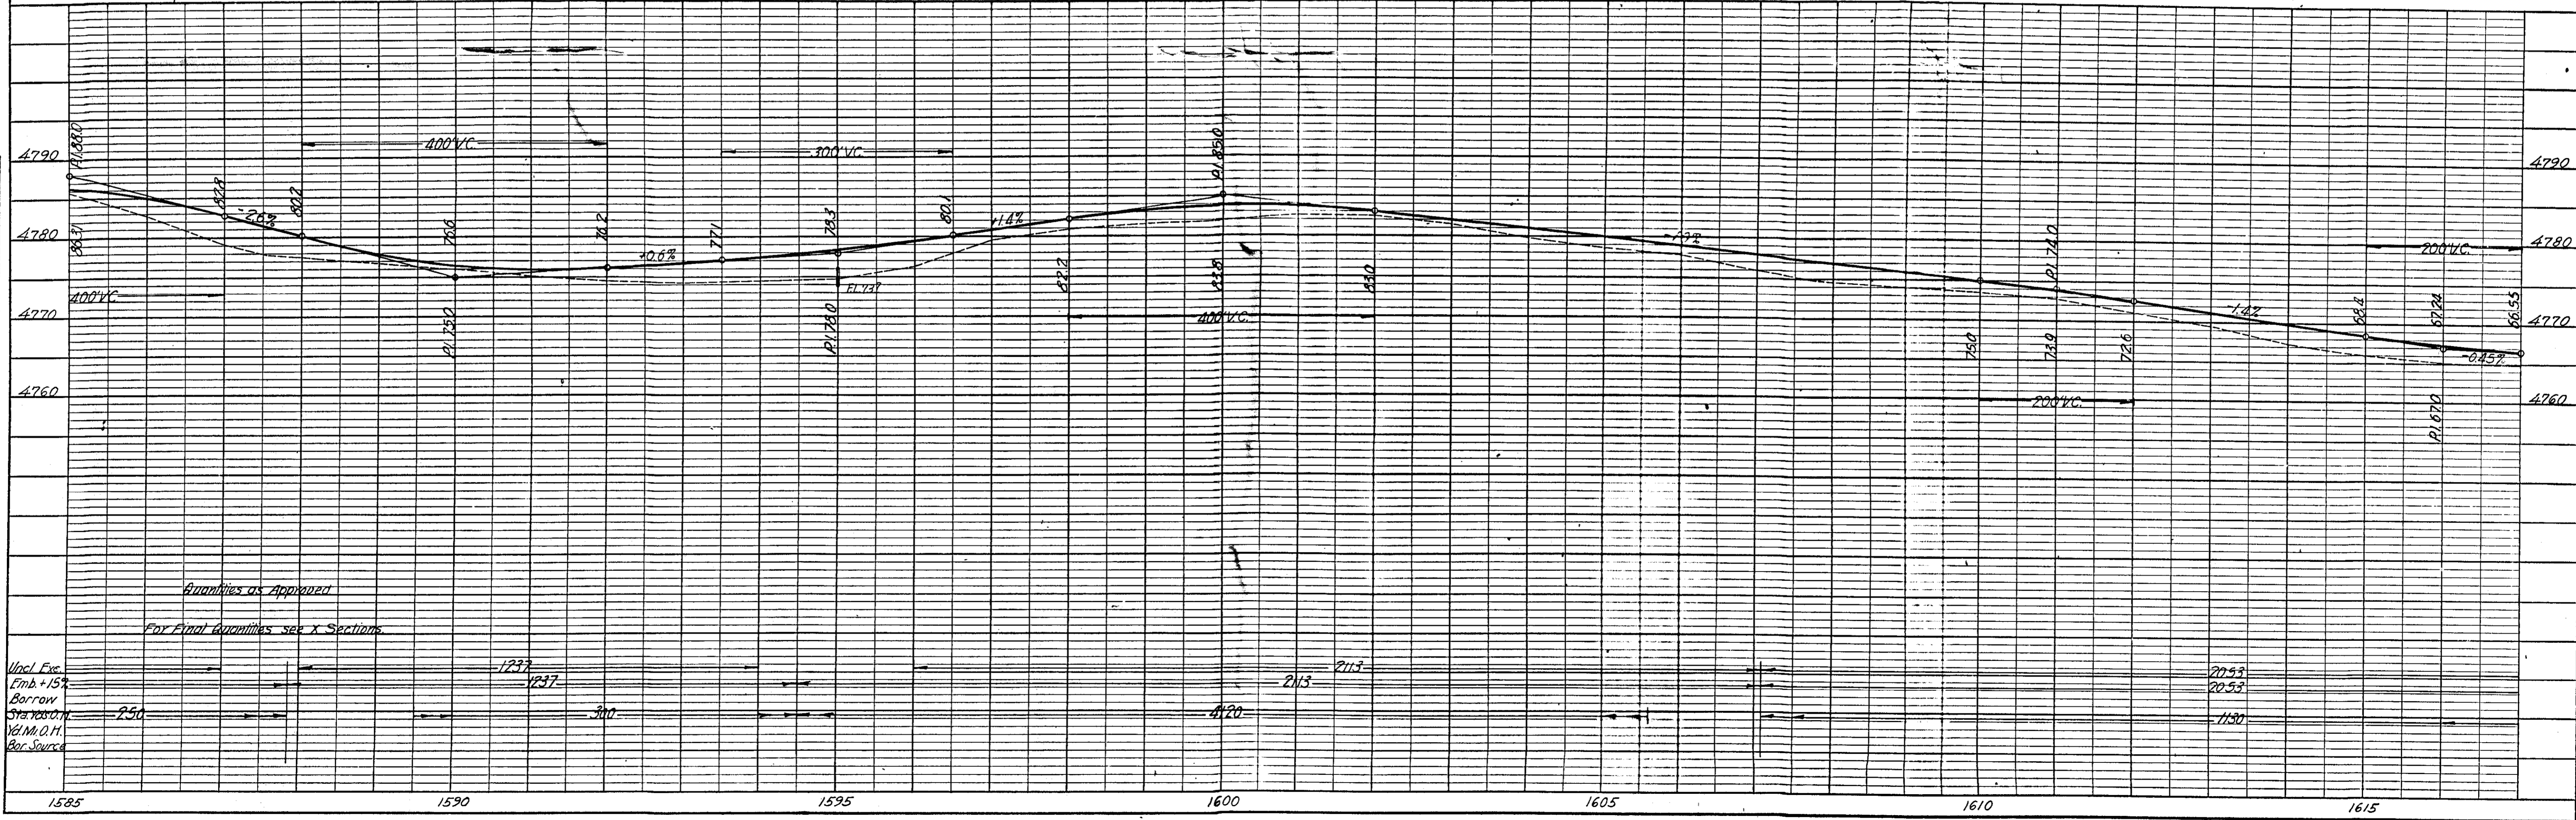 4790
4780
4770
4760
P.I. 88.0
86.31
82.8
-2.6%
80.2
400' V.C.
400' V.C.
76.6
P.I. 75.0
76.2
+0.6%
77.1
300' V.C.
78.3
P.I. 78.0
80.1
+1.4%
82.2
P.I. 85.0
83.8
83.0
400' V.C.
75.0
P.I. 74.0
73.9
72.6
200' V.C.
-1.4%
68.4
200' V.C.
67.24
P.I. 67.0
-0.45%
66.55
4790
4780
4770
4760
Quantities as Approved
For Final Quantities see X Sections.
Uncl. Exc. 1237 2113 2053
Emb. +15% 1237 2113 2053
Borrow
Sta. Yds. O.H. 250 300 4120 1130
Yd. Mi. O.H.
Bor. Source
1585 1590 1595 1600 1605 1610 1615